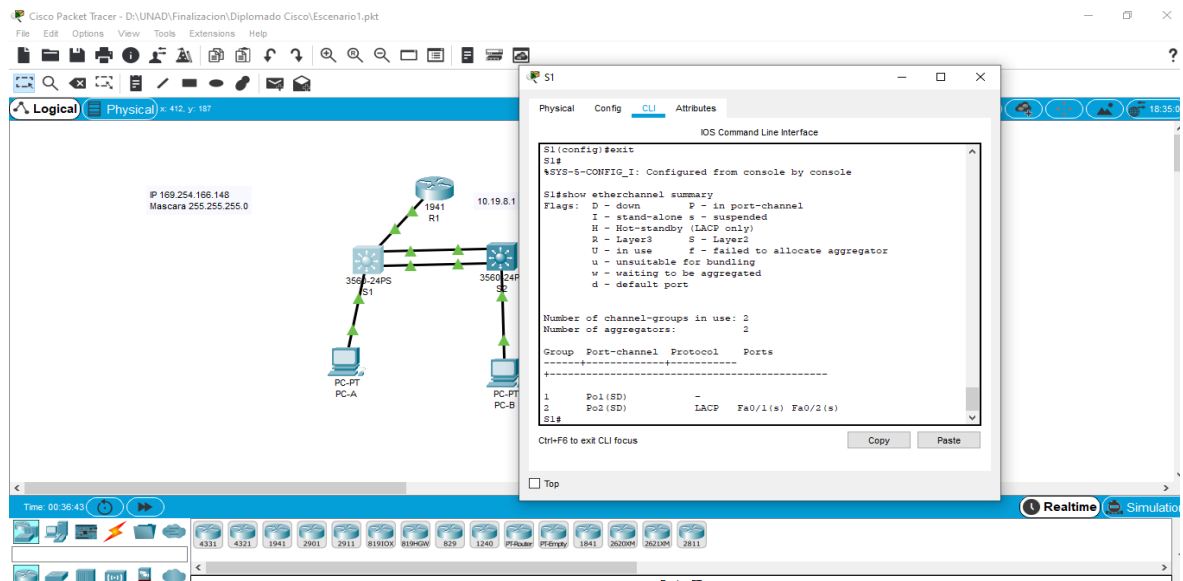 Cisco Packet Tracer - D:\UNAD\Finalizacion\Diplomado Cisco\Escenario1.pkt
File Edit Options View Tools Extensions Help
?
Logical Physical x: 412, y: 187
18:35:0
IP 169.254.166.148
Mascara 255.255.255.0
1941
R1
10.19.8.1
3560-24PS
S1
3560-24P
S2
PC-PT
PC-A
PC-PT
PC-B
S1
Physical Config CLI Attributes
IOS Command Line Interface
S1(config)#exit
S1#
%SYS-5-CONFIG_I: Configured from console by console
S1#show etherchannel summary
Flags: D - down P - in port-channel
I - stand-alone s - suspended
H - Hot-standby (LACP only)
R - Layer3 S - Layer2
U - in use f - failed to allocate aggregator
u - unsuitable for bundling
w - waiting to be aggregated
d - default port
Number of channel-groups in use: 2
Number of aggregators: 2
Group Port-channel Protocol Ports
------+-------------+-----------
+----------------------------------------------
1 Po1(SD) -
2 Po2(SD) LACP Fa0/1(s) Fa0/2(s)
S1#
Ctrl+F6 to exit CLI focus
Copy Paste
Top
Time: 00:36:43
Realtime Simulation
4331 4321 1941 2901 2911 819IOX 819HGW 829 1240 PT-Router PT-Empty 1841 2620XM 2621XM 2811